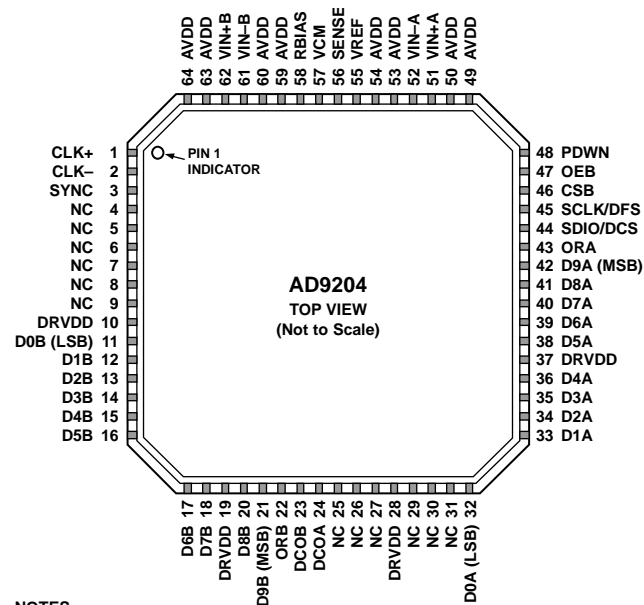 64 AVDD
63 AVDD
62 VIN+B
61 VIN–B
60 AVDD
59 AVDD
58 RBIAS
57 VCM
56 SENSE
55 VREF
54 AVDD
53 AVDD
52 VIN–A
51 VIN+A
50 AVDD
49 AVDD
CLK+ 1
CLK– 2
SYNC 3
NC 4
NC 5
NC 6
NC 7
NC 8
NC 9
DRVDD 10
D0B (LSB) 11
D1B 12
D2B 13
D3B 14
D4B 15
D5B 16
PIN 1
INDICATOR
AD9204
TOP VIEW
(Not to Scale)
48 PDWN
47 OEB
46 CSB
45 SCLK/DFS
44 SDIO/DCS
43 ORA
42 D9A (MSB)
41 D8A
40 D7A
39 D6A
38 D5A
37 DRVDD
36 D4A
35 D3A
34 D2A
33 D1A
D6B 17
D7B 18
DRVDD 19
D8B 20
D9B (MSB) 21
ORB 22
DCOB 23
DCOA 24
NC 25
NC 26
NC 27
DRVDD 28
NC 29
NC 30
NC 31
D0A (LSB) 32